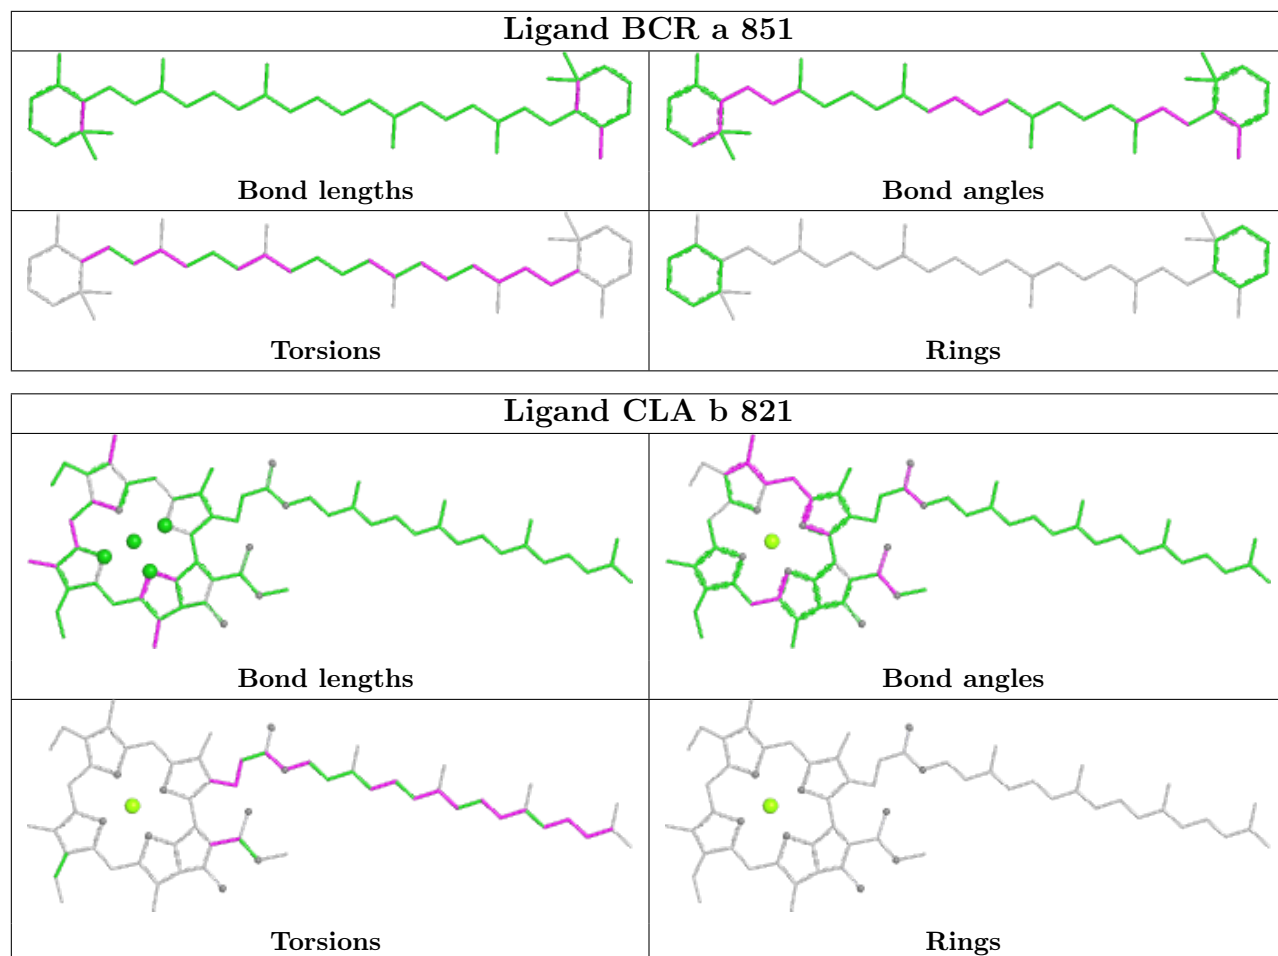 Ligand BCR a 851
Bond lengths
Bond angles
Torsions
Rings
Ligand CLA b 821
Bond lengths
Bond angles
Torsions
Rings